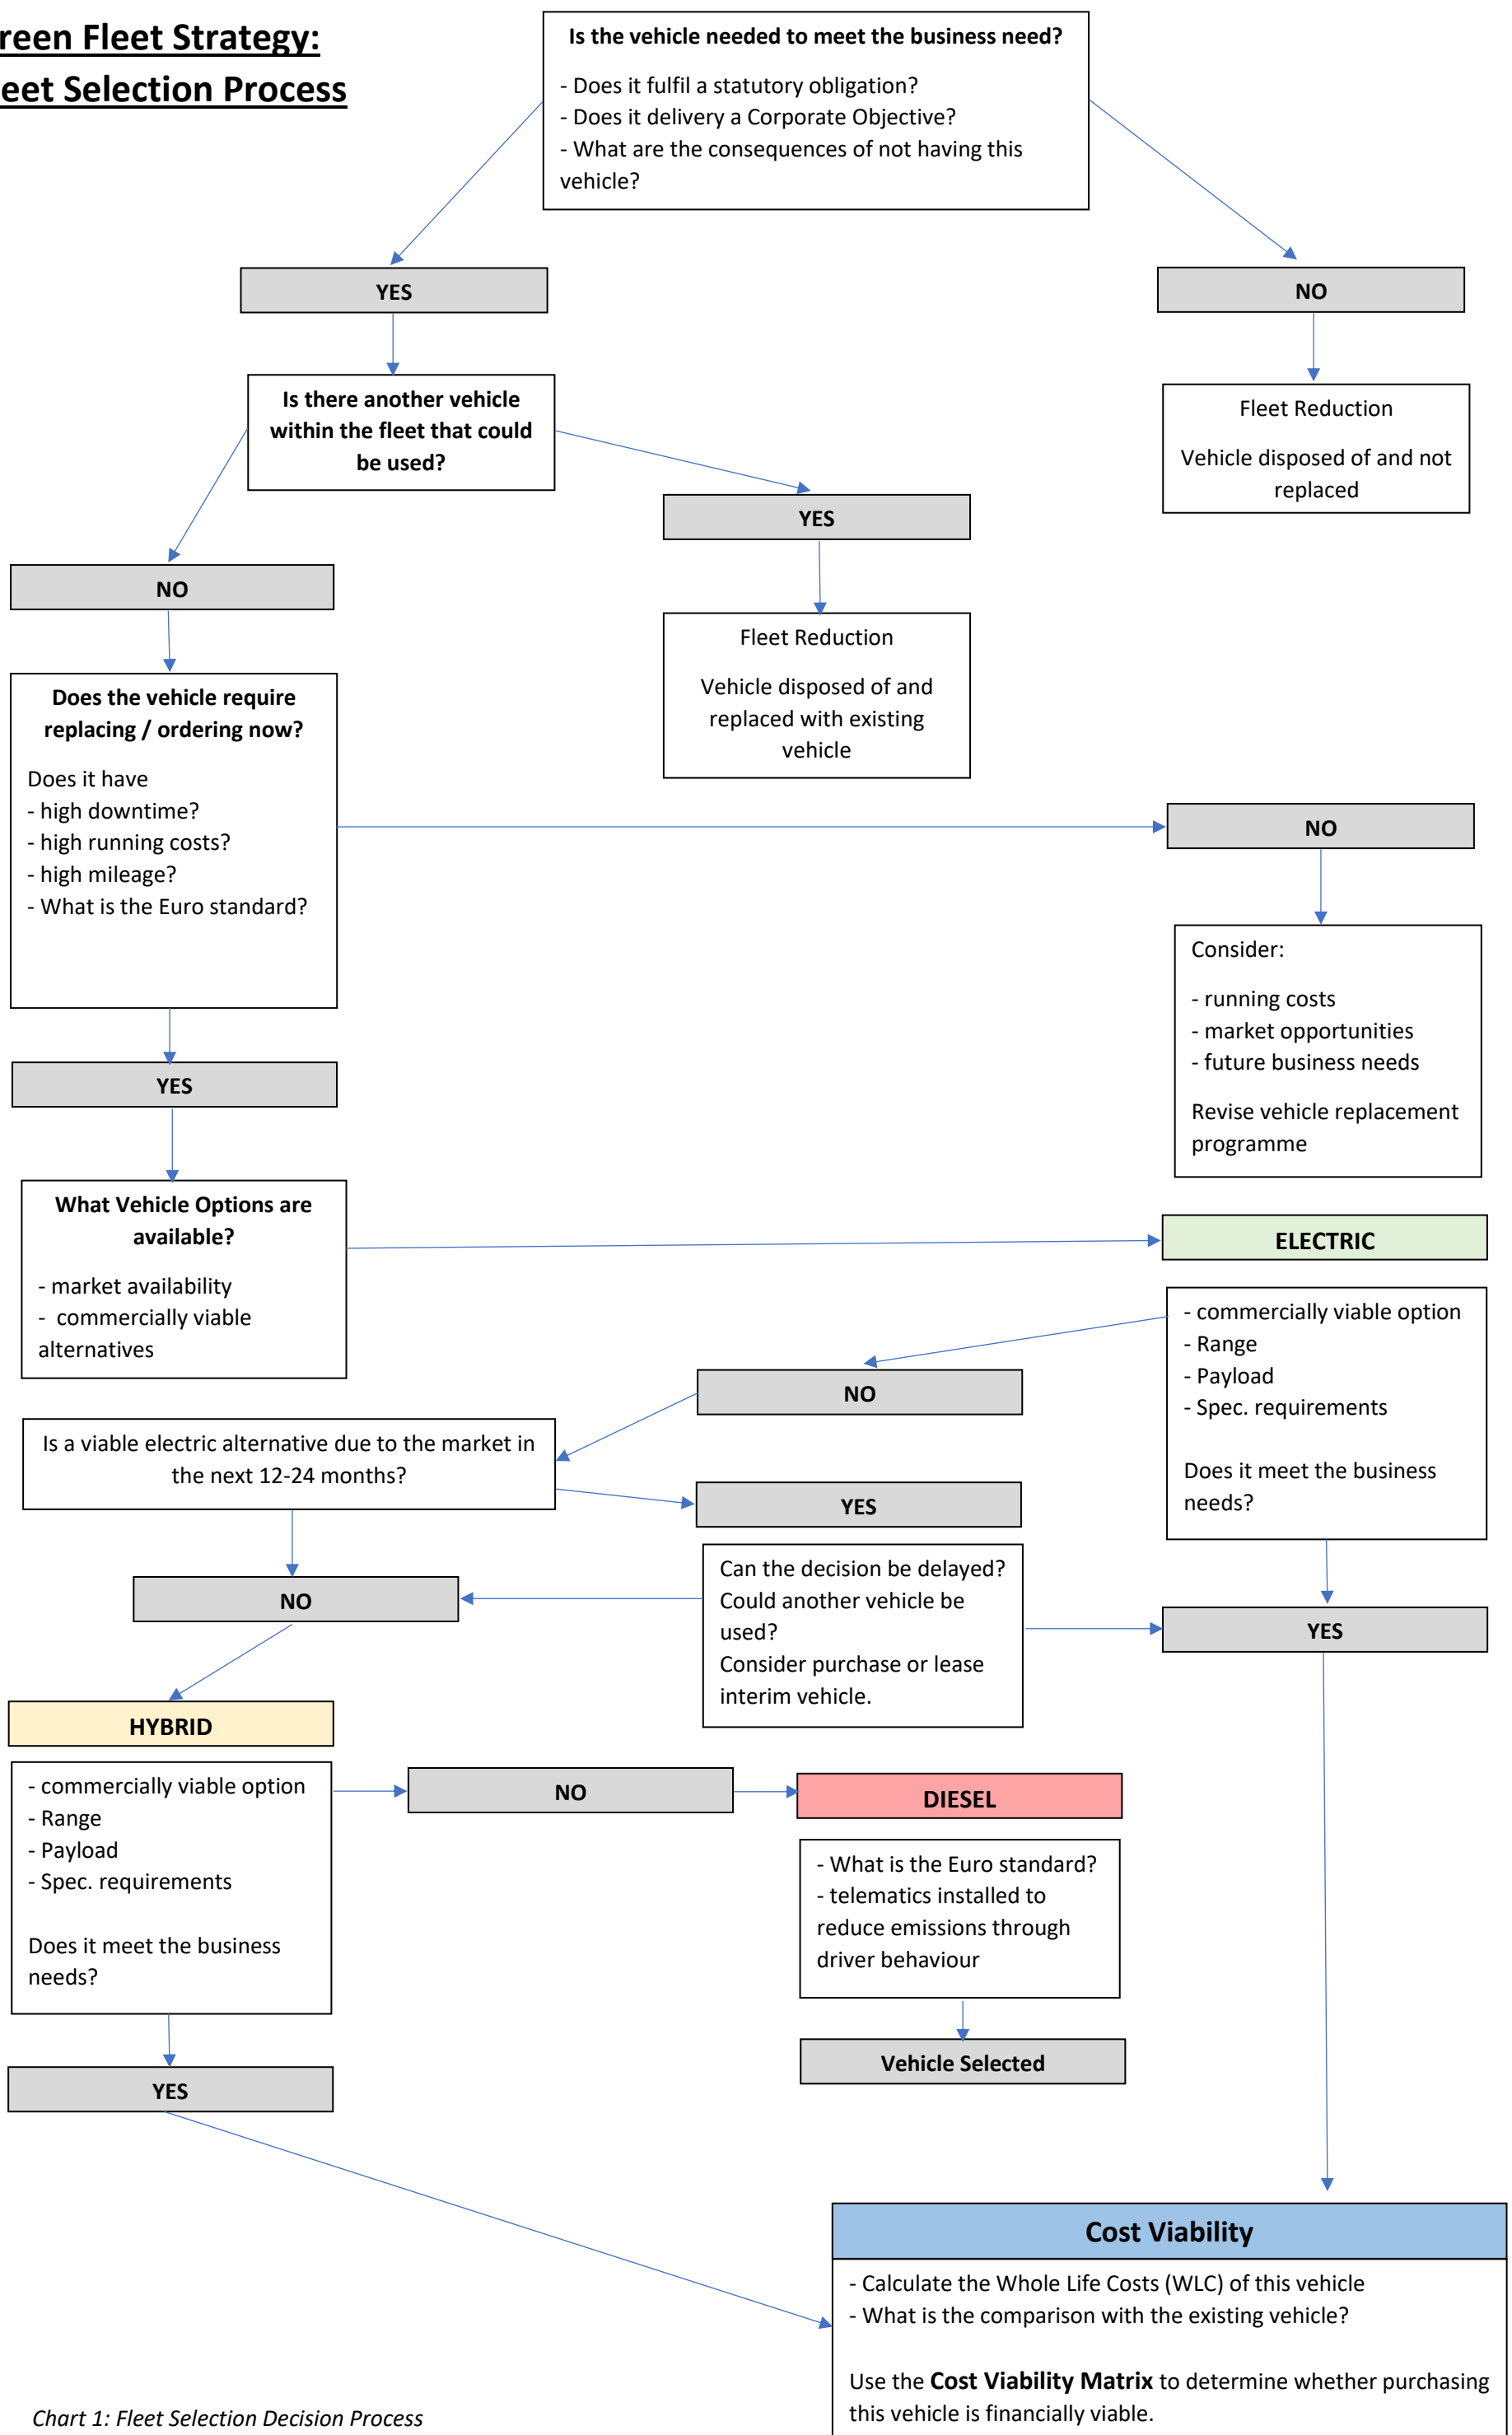 reen Fleet Strategy:
leet Selection Process
Is the vehicle needed to meet the business need?
- Does it fulfil a statutory obligation?
- Does it delivery a Corporate Objective?
- What are the consequences of not having this
vehicle?
YES
NO
Is there another vehicle
within the fleet that could
be used?
Fleet Reduction
Vehicle disposed of and not
replaced
YES
NO
Fleet Reduction
Vehicle disposed of and
replaced with existing
vehicle
Does the vehicle require
replacing / ordering now?
Does it have
- high downtime?
- high running costs?
- high mileage?
- What is the Euro standard?
NO
Consider:
- running costs
- market opportunities
- future business needs
Revise vehicle replacement
programme
YES
What Vehicle Options are
available?
- market availability
- commercially viable
alternatives
ELECTRIC
- commercially viable option
- Range
- Payload
- Spec. requirements
Does it meet the business
needs?
NO
Is a viable electric alternative due to the market in
the next 12-24 months?
YES
Can the decision be delayed?
Could another vehicle be
used?
Consider purchase or lease
interim vehicle.
NO
YES
HYBRID
- commercially viable option
- Range
- Payload
- Spec. requirements
Does it meet the business
needs?
NO
DIESEL
- What is the Euro standard?
- telematics installed to
reduce emissions through
driver behaviour
Vehicle Selected
YES
Cost Viability
- Calculate the Whole Life Costs (WLC) of this vehicle
- What is the comparison with the existing vehicle?
Use the Cost Viability Matrix to determine whether purchasing
this vehicle is financially viable.
Chart 1: Fleet Selection Decision Process